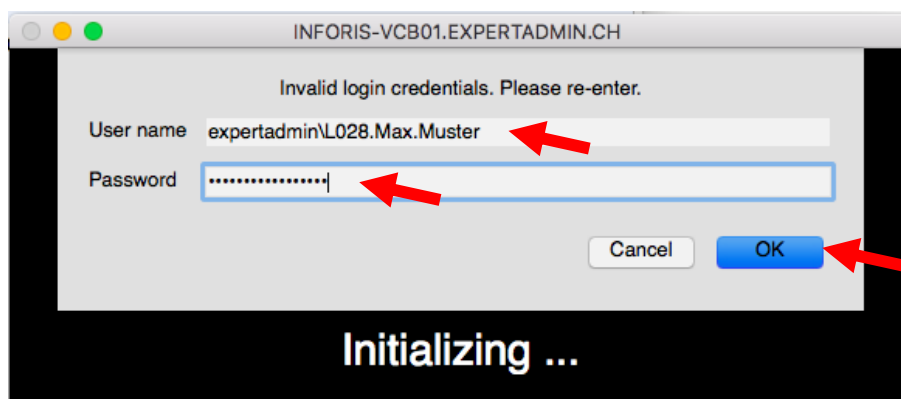 INFORIS-VCB01.EXPERTADMIN.CH
Invalid login credentials. Please re-enter.
User name expertadmin\L028.Max.Muster
Password •••••••••••••••••
Cancel OK
Initializing ...